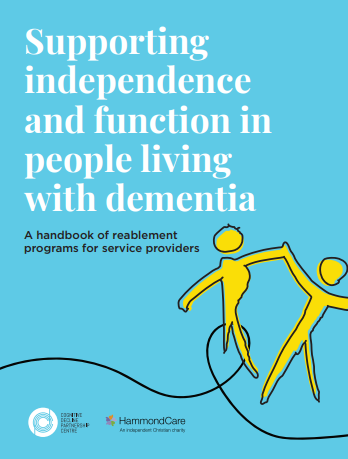 Supporting
independence
and function in
people living
with dementia
A handbook of reablement
programs for service providers
COGNITIVE
DECLINE
PARTNERSHIP
CENTRE
HammondCare
An Independent Christian charity